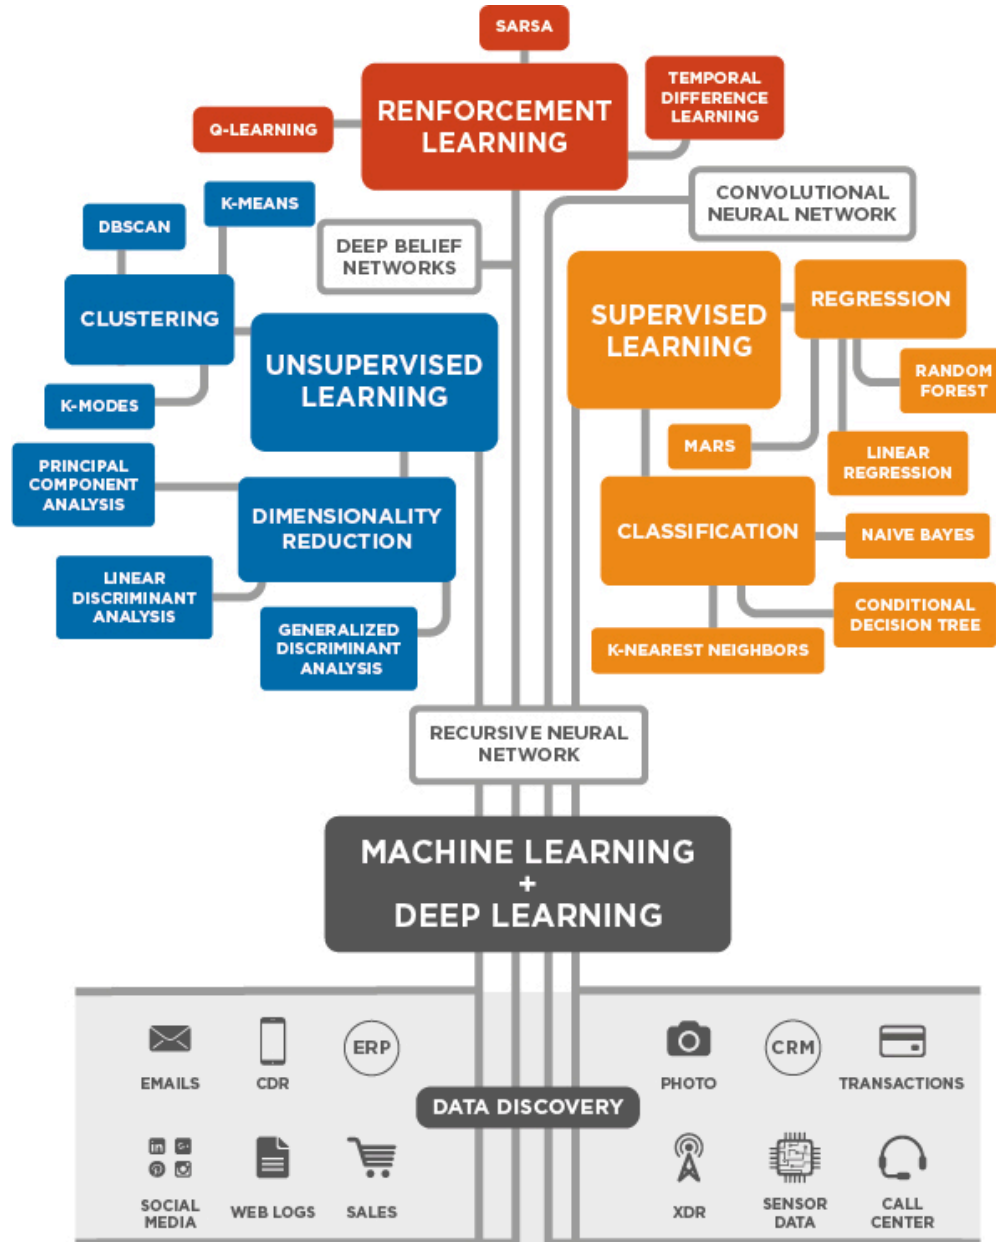 SARSA
RENFORCEMENT
LEARNING
TEMPORAL
DIFFERENCE
LEARNING
Q-LEARNING
CONVOLUTIONAL
NEURAL NETWORK
K-MEANS
DBSCAN
DEEP BELIEF
NETWORKS
CLUSTERING
SUPERVISED
LEARNING
REGRESSION
UNSUPERVISED
LEARNING
RANDOM
FOREST
K-MODES
MARS
LINEAR
REGRESSION
PRINCIPAL
COMPONENT
ANALYSIS
DIMENSIONALITY
REDUCTION
CLASSIFICATION
NAIVE BAYES
LINEAR
DISCRIMINANT
ANALYSIS
CONDITIONAL
DECISION TREE
GENERALIZED
DISCRIMINANT
ANALYSIS
K-NEAREST NEIGHBORS
RECURSIVE NEURAL
NETWORK
MACHINE LEARNING
+
DEEP LEARNING
ERP
CRM
EMAILS
CDR
PHOTO
TRANSACTIONS
DATA DISCOVERY
in
G+
SOCIAL
MEDIA
WEB LOGS
SALES
XDR
SENSOR
DATA
CALL
CENTER